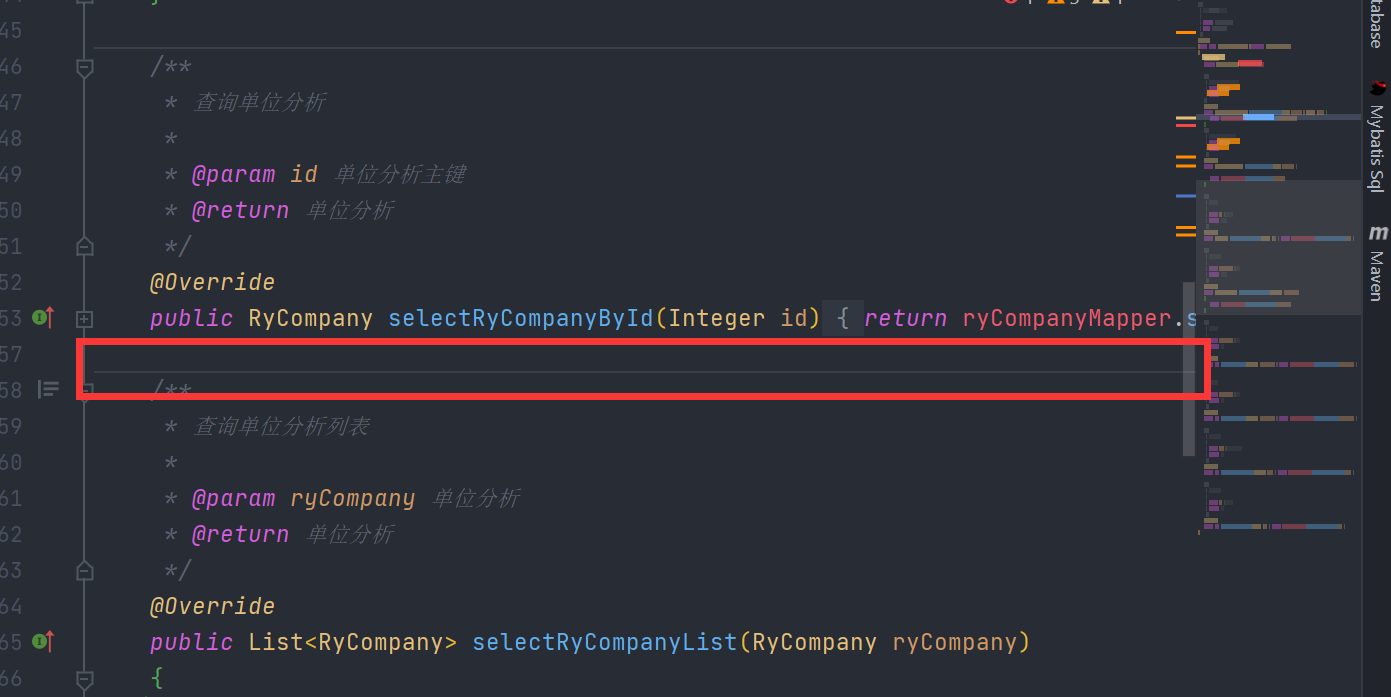 45
46 /**
47 * 查询单位分析
48 *
49 * @param id 单位分析主键
50 * @return 单位分析
51 */
52 @Override
53 public RyCompany selectRyCompanyById(Integer id) { return ryCompanyMapper.s
57
58 /**
59 * 查询单位分析列表
60 *
61 * @param ryCompany 单位分析
62 * @return 单位分析
63 */
64 @Override
65 public List<RyCompany> selectRyCompanyList(RyCompany ryCompany)
66 {
tabase
Mybatis Sql
m
Maven